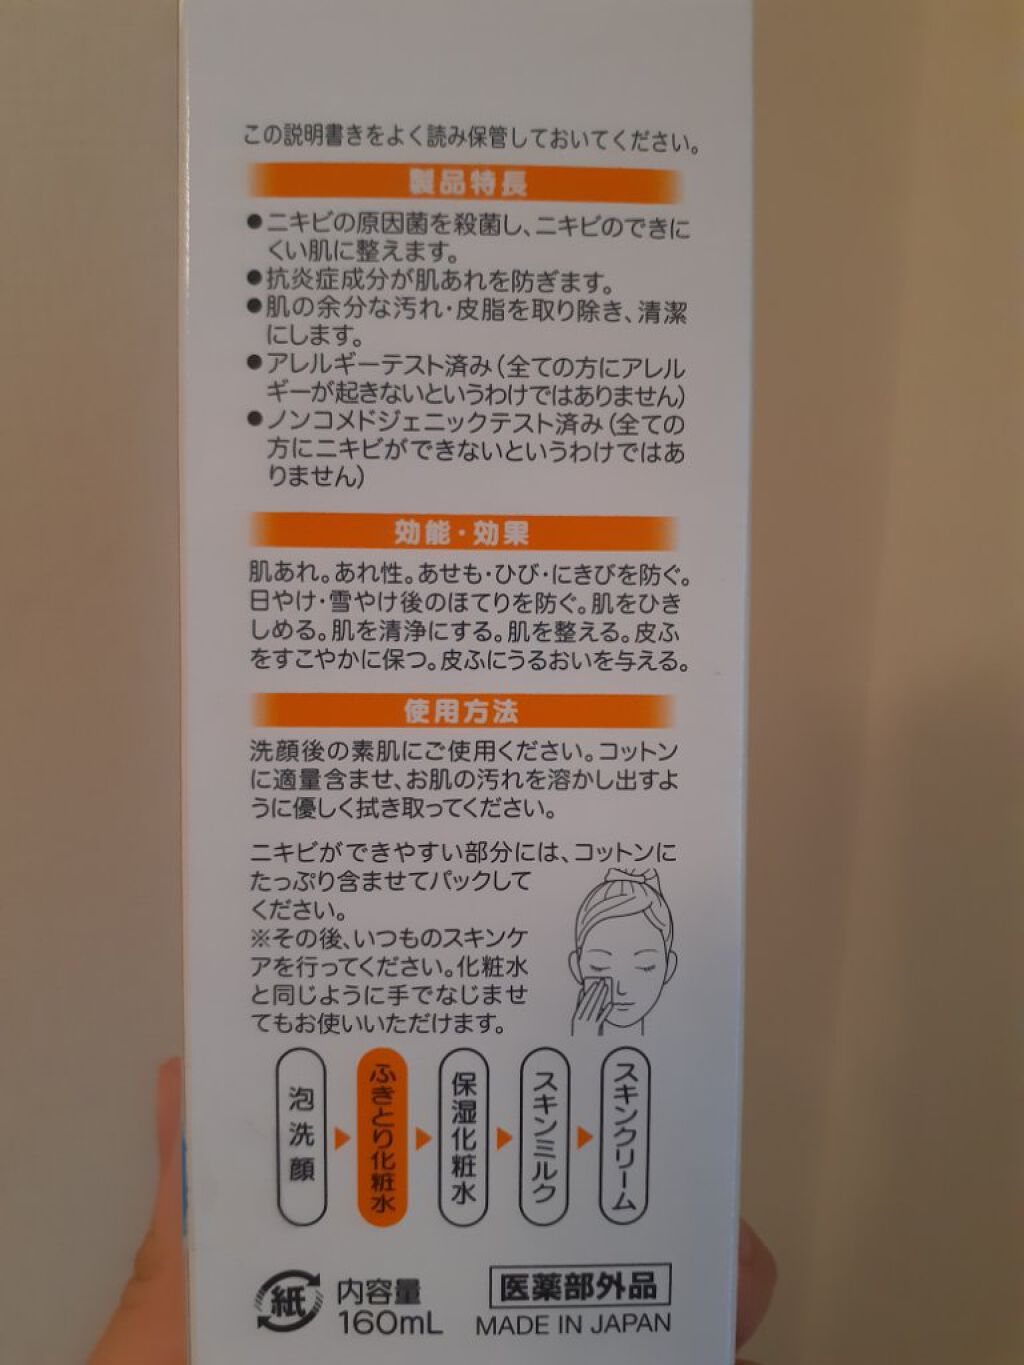 この説明書きをよく読み保管しておいてください。
製品特長
●ニキビの原因菌を殺菌し、ニキビのできに
くい肌に整えます。
●抗炎症成分が肌あれを防ぎます。
●肌の余分な汚れ・皮脂を取り除き、清潔
にします。
●アレルギーテスト済み(全ての方にアレル
ギーが起きないというわけではありません)
●ノンコメドジェニックテスト済み(全ての
方にニキビができないというわけではあ
りません)
効能・効果
肌あれ。あれ性。あせも・ひび・にきびを防ぐ。
日やけ・雪やけ後のほてりを防ぐ。肌をひき
しめる。肌を清浄にする。肌を整える。皮ふ
をすこやかに保つ。皮ふにうるおいを与える。
使用方法
洗顔後の素肌にご使用ください。コットン
に適量含ませ、お肌の汚れを溶かし出すよ
うに優しく拭き取ってください。
ニキビができやすい部分には、コットンに
たっぷり含ませてパックして
ください。
※その後、いつものスキンケ
アを行ってください。化粧水
と同じように手でなじませ
てもお使いいただけます。
泡洗顔
ふきとり化粧水
保湿化粧水
スキンミルク
スキンクリーム
紙
内容量
160mL
医薬部外品
MADE IN JAPAN